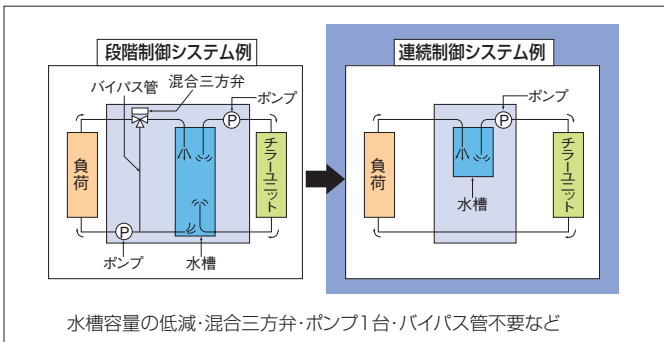 段階制御システム例
バイパス管
混合三方弁
ポンプ
P
負荷
チラーユニット
P
ポンプ
水槽
連続制御システム例
ポンプ
P
負荷
チラーユニット
水槽
水槽容量の低減・混合三方弁・ポンプ1台・バイパス管不要など